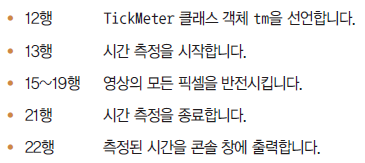 • 12행 TickMeter 클래스 객체 tm을 선언합니다.
• 13행 시간 측정을 시작합니다.
• 15~19행 영상의 모든 픽셀을 반전시킵니다.
• 21행 시간 측정을 종료합니다.
• 22행 측정된 시간을 콘솔 창에 출력합니다.